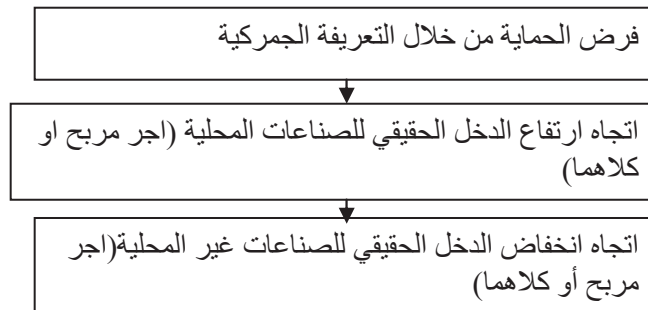 فرض الحماية من خلال التعريفة الجمركية
اتجاه ارتفاع الدخل الحقيقي للصناعات المحلية (اجر مربح او
كلاهما)
اتجاه انخفاض الدخل الحقيقي للصناعات غير المحلية(اجر
مربح أو كلاهما)